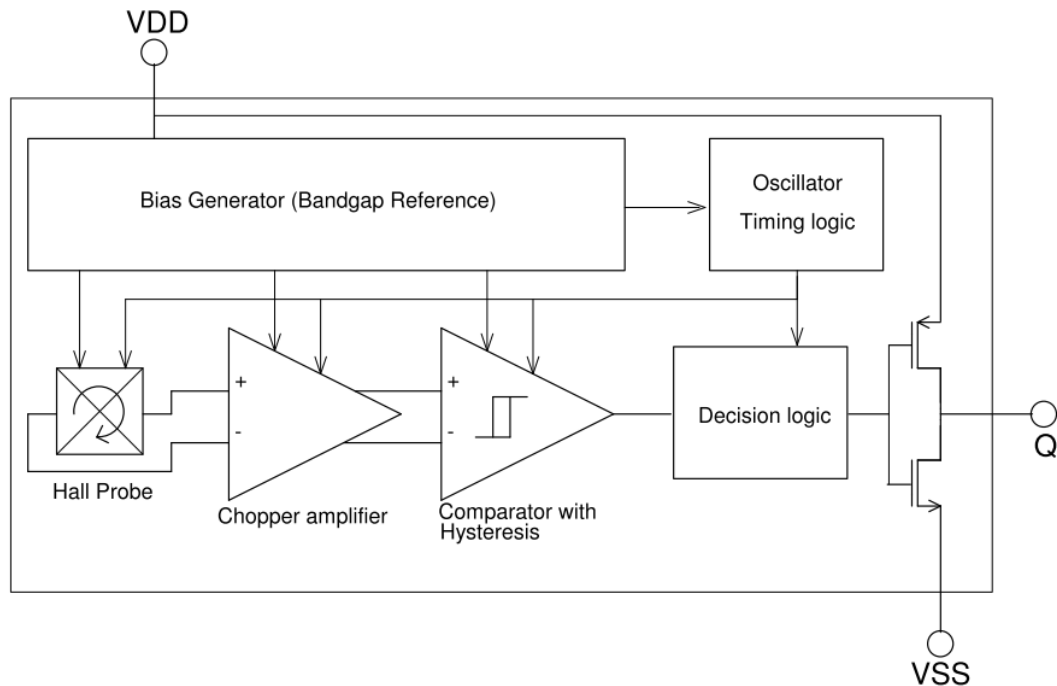 VDD
Bias Generator (Bandgap Reference)
Oscillator
Timing logic
+
-
+
-
Decision logic
Q
Hall Probe
Chopper amplifier
Comparator with
Hysteresis
VSS